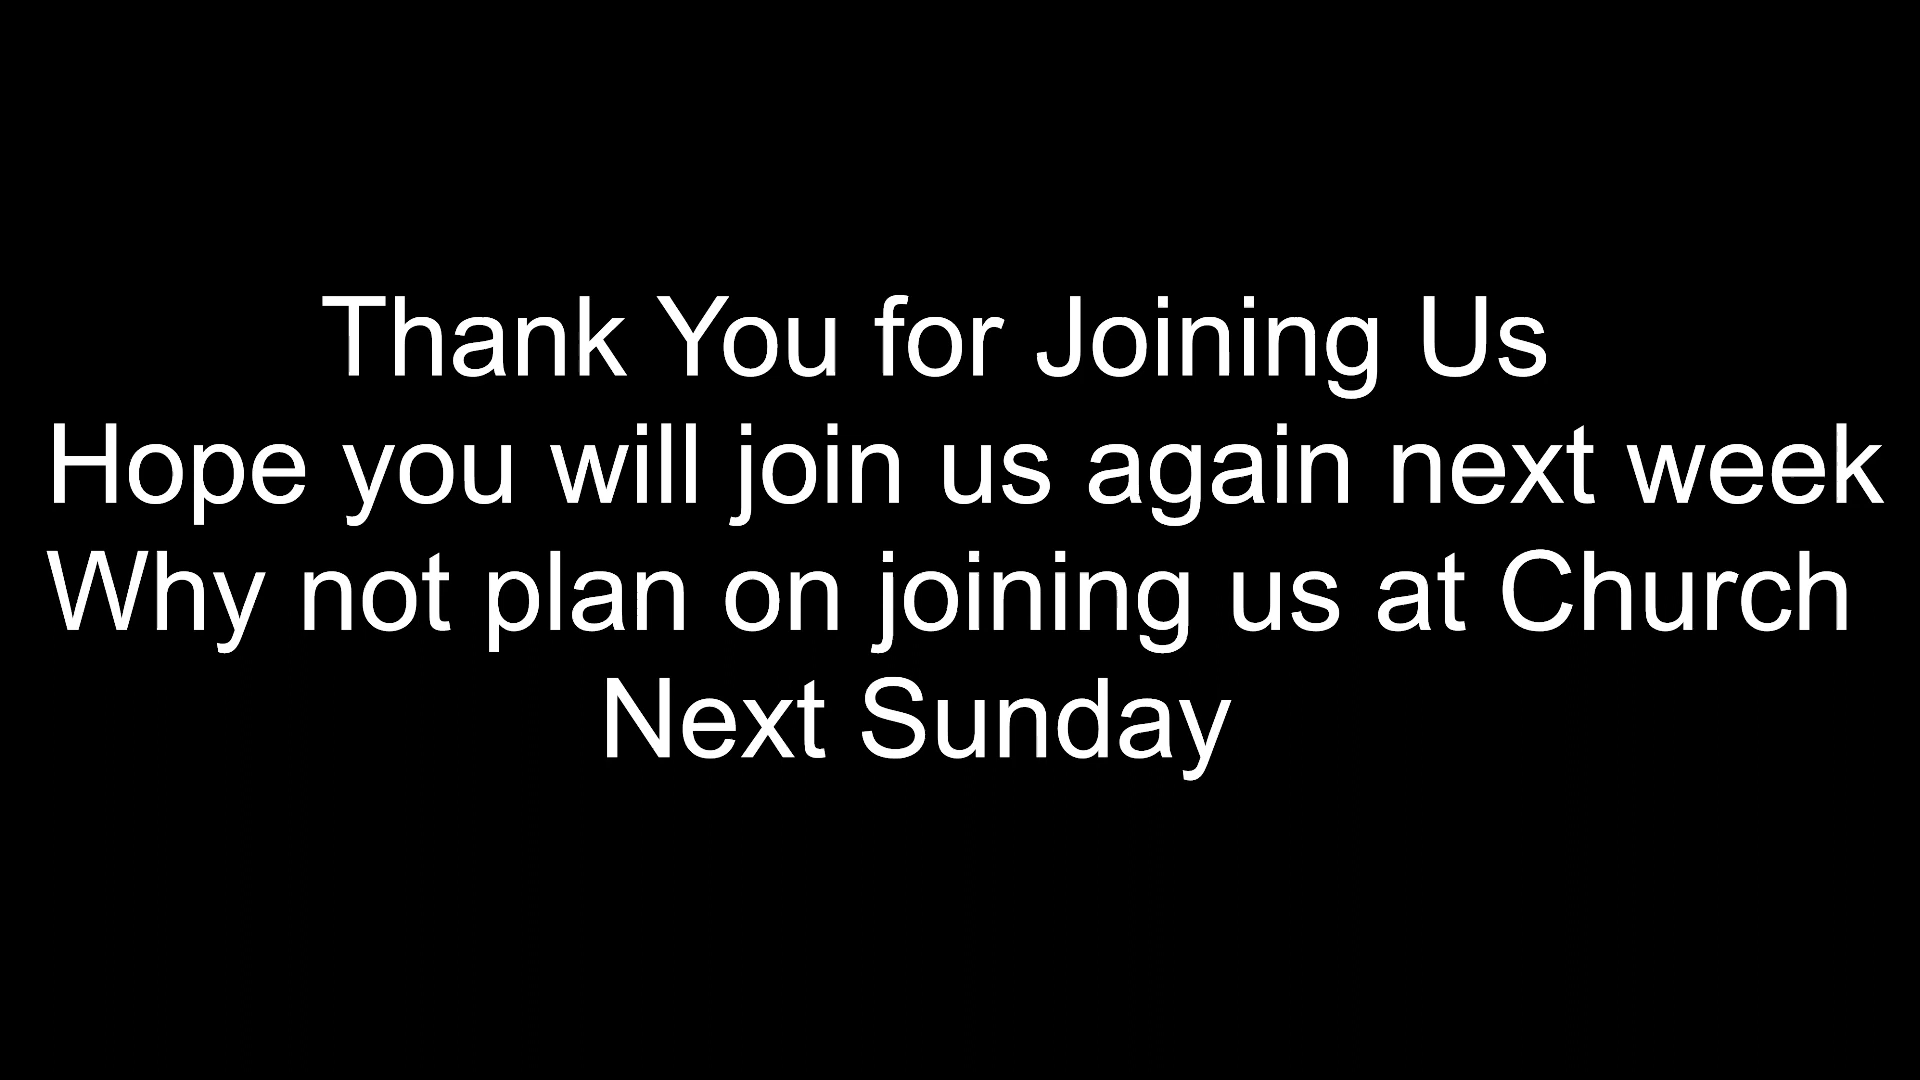 Thank You for Joining Us
Hope you will join us again next week
Why not plan on joining us at Church
Next Sunday